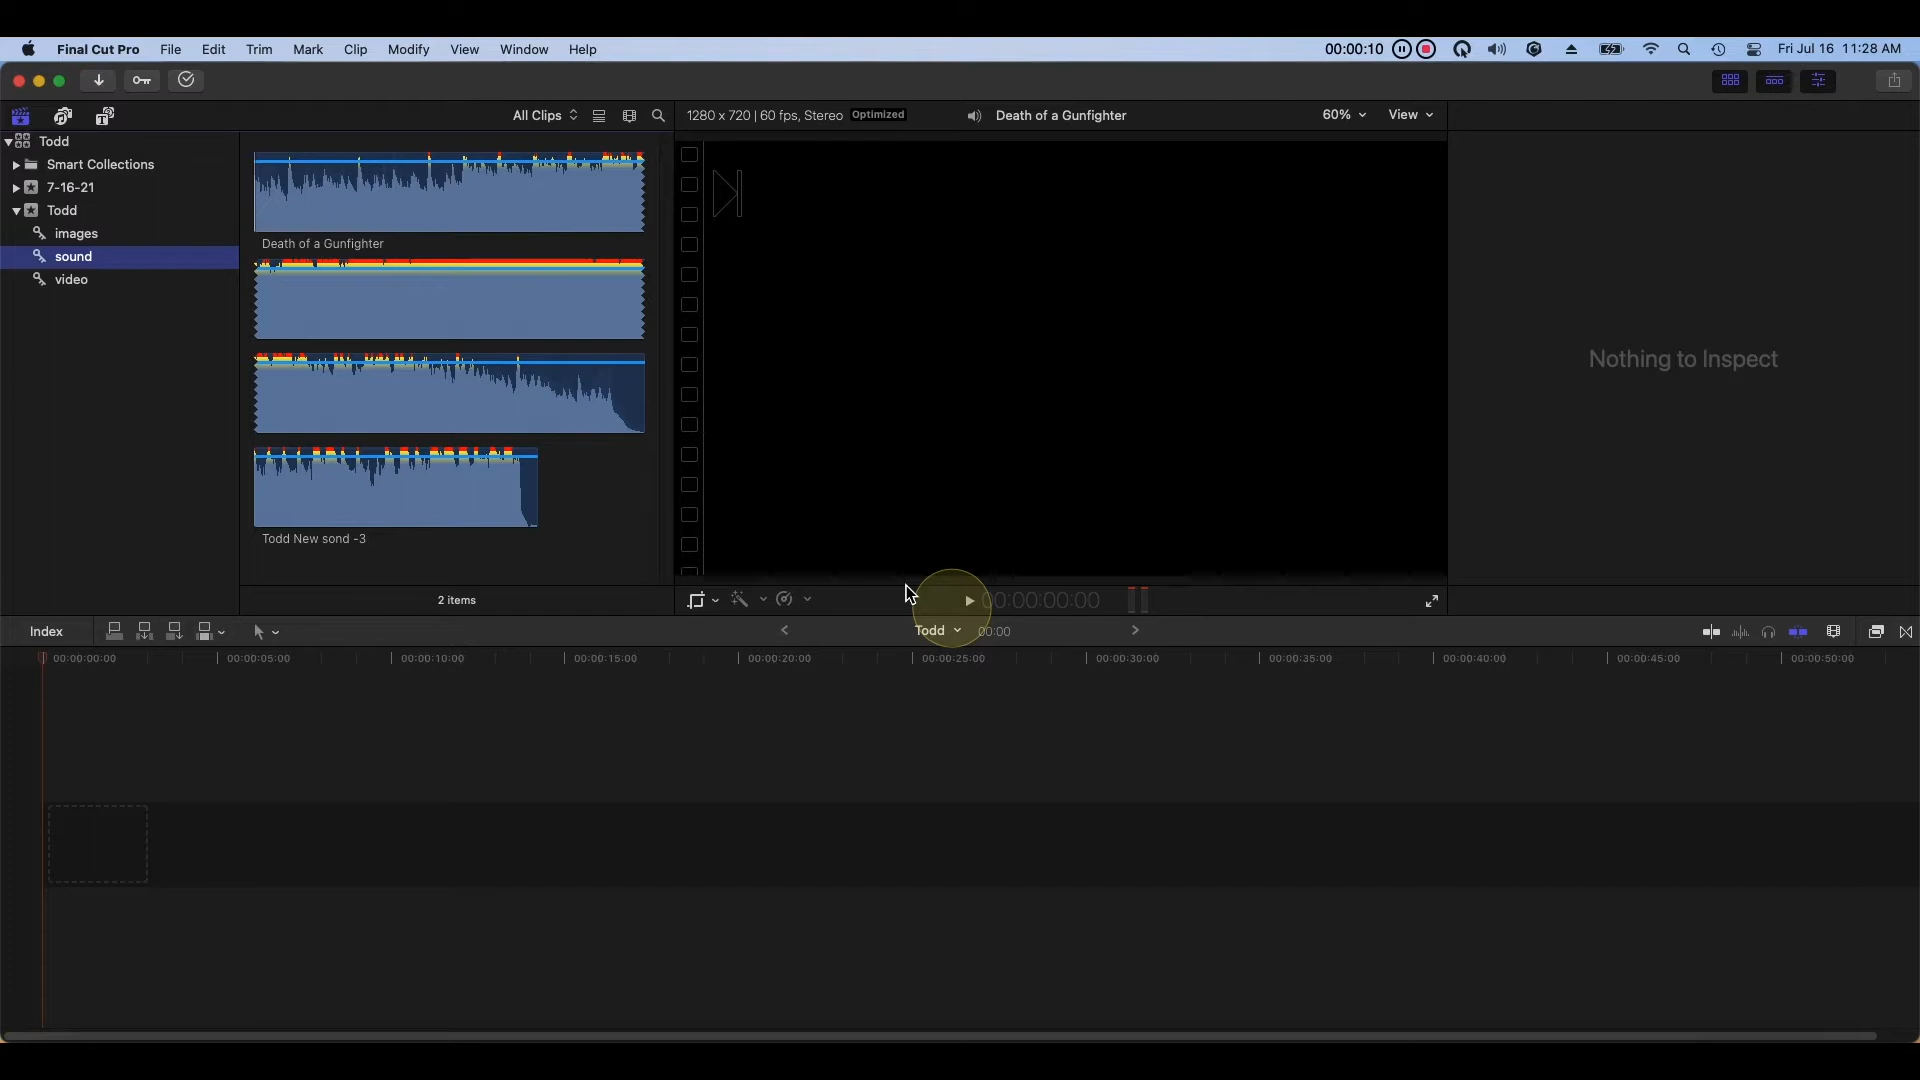 Final Cut Pro File Edit Trim Mark Clip Modify View Window Help 00:00:10 Fri Jul 16 11:28 AM
All Clips 1280 x 720 | 60 fps, Stereo Optimized Death of a Gunfighter 60% View
Todd
Smart Collections
7-16-21
Todd
images
sound
video
Death of a Gunfighter
Todd New sond -3
2 items
Nothing to Inspect
00:00:00:00
Index Todd 00:00
00:00:00:00 00:00:05:00 00:00:10:00 00:00:15:00 00:00:20:00 00:00:25:00 00:00:30:00 00:00:35:00 00:00:40:00 00:00:45:00 00:00:50:00